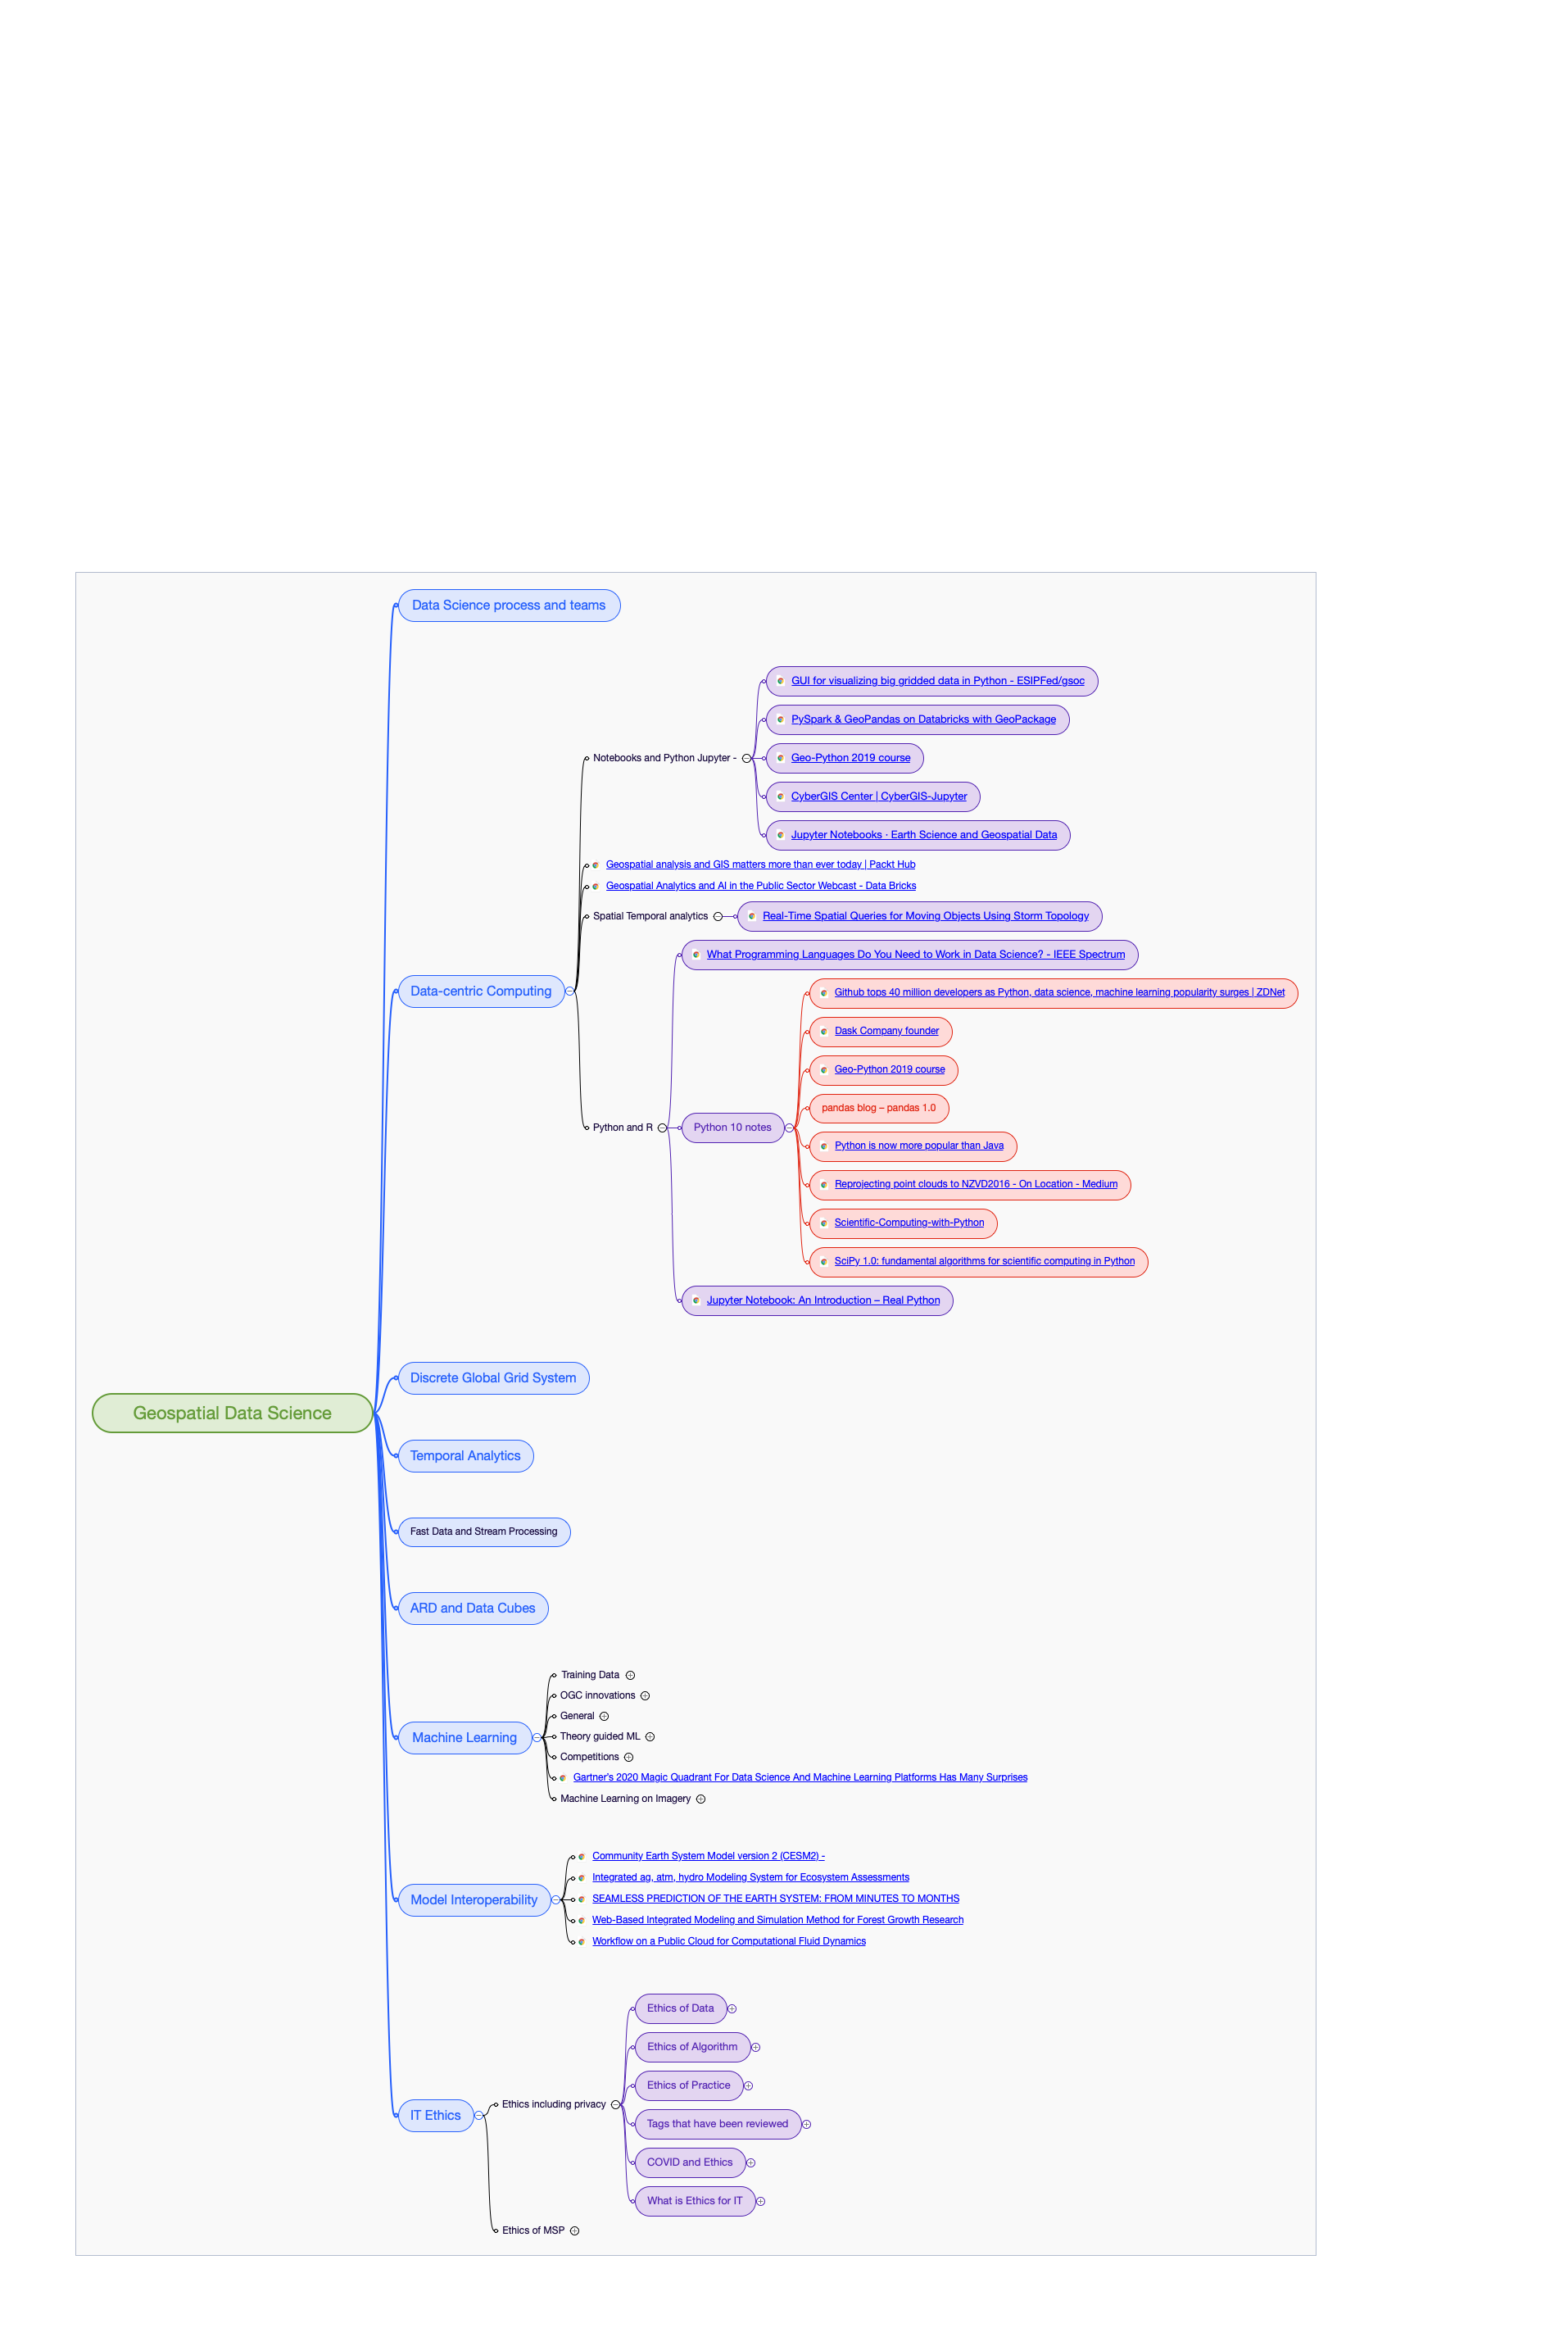 Geospatial Data Science
Data Science process and teams
Data-centric Computing
Notebooks and Python Jupyter -
GUI for visualizing big gridded data in Python - ESIPFed/gsoc
PySpark & GeoPandas on Databricks with GeoPackage
Geo-Python 2019 course
CyberGIS Center | CyberGIS-Jupyter
Jupyter Notebooks · Earth Science and Geospatial Data
Geospatial analysis and GIS matters more than ever today | Packt Hub
Geospatial Analytics and AI in the Public Sector Webcast - Data Bricks
Spatial Temporal analytics
Real-Time Spatial Queries for Moving Objects Using Storm Topology
Python and R
What Programming Languages Do You Need to Work in Data Science? - IEEE Spectrum
Python 10 notes
Github tops 40 million developers as Python, data science, machine learning popularity surges | ZDNet
Dask Company founder
Geo-Python 2019 course
pandas blog – pandas 1.0
Python is now more popular than Java
Reprojecting point clouds to NZVD2016 - On Location - Medium
Scientific-Computing-with-Python
SciPy 1.0: fundamental algorithms for scientific computing in Python
Jupyter Notebook: An Introduction – Real Python
Discrete Global Grid System
Temporal Analytics
Fast Data and Stream Processing
ARD and Data Cubes
Machine Learning
Training Data
OGC innovations
General
Theory guided ML
Competitions
Gartner's 2020 Magic Quadrant For Data Science And Machine Learning Platforms Has Many Surprises
Machine Learning on Imagery
Model Interoperability
Community Earth System Model version 2 (CESM2) -
Integrated ag, atm, hydro Modeling System for Ecosystem Assessments
SEAMLESS PREDICTION OF THE EARTH SYSTEM: FROM MINUTES TO MONTHS
Web-Based Integrated Modeling and Simulation Method for Forest Growth Research
Workflow on a Public Cloud for Computational Fluid Dynamics
IT Ethics
Ethics including privacy
Ethics of Data
Ethics of Algorithm
Ethics of Practice
Tags that have been reviewed
COVID and Ethics
What is Ethics for IT
Ethics of MSP